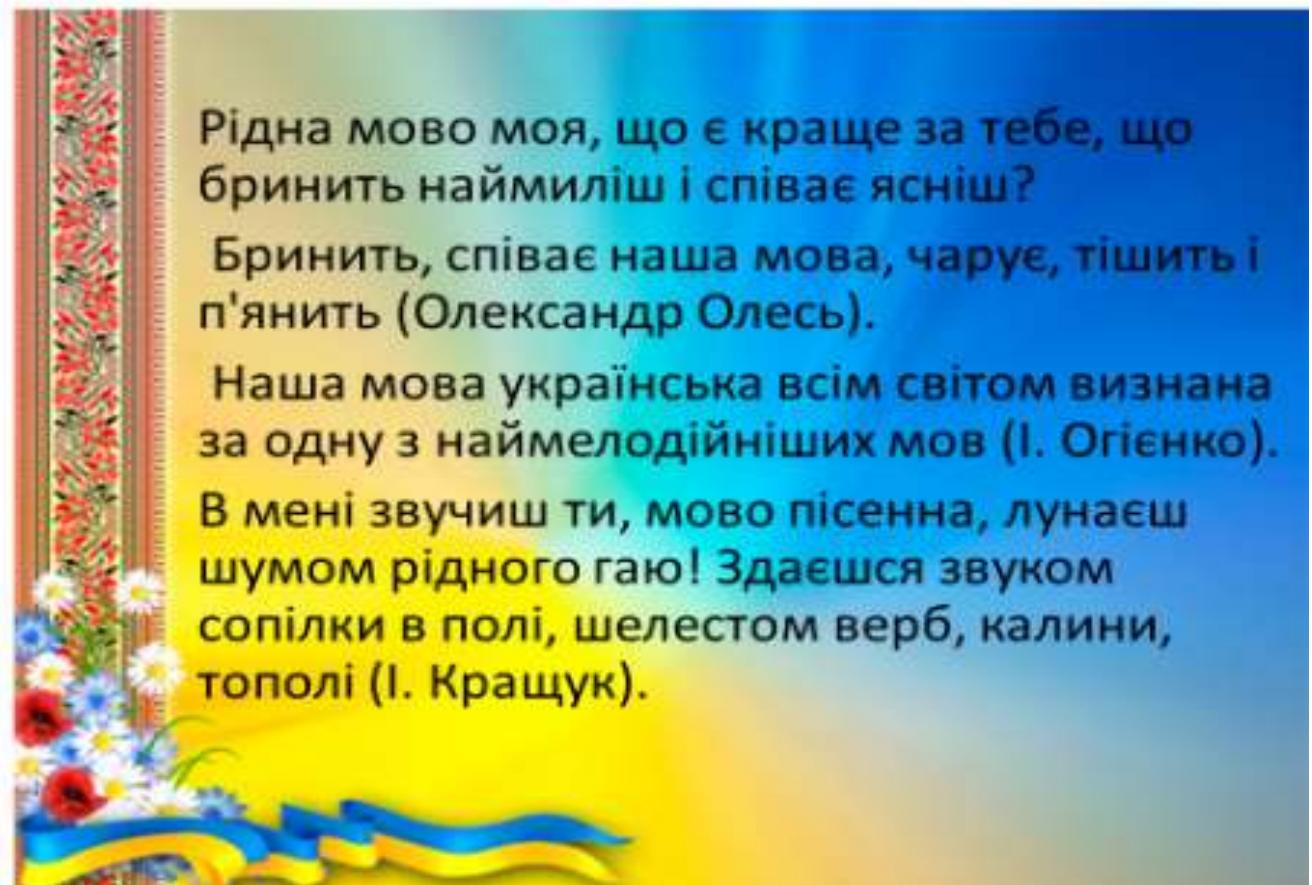 Рідна мово моя, що є краще за тебе, що
бринить наймиліш і співає ясніш?
Бринить, співає наша мова, чарує, тішить і
п'янить (Олександр Олесь).
Наша мова українська всім світом визнана
за одну з наймелодійніших мов (І. Огієнко).
В мені звучиш ти, мово пісенна, лунаєш
шумом рідного гаю! Здаєшся звуком
сопілки в полі, шелестом верб, калини,
тополі (І. Кращук).